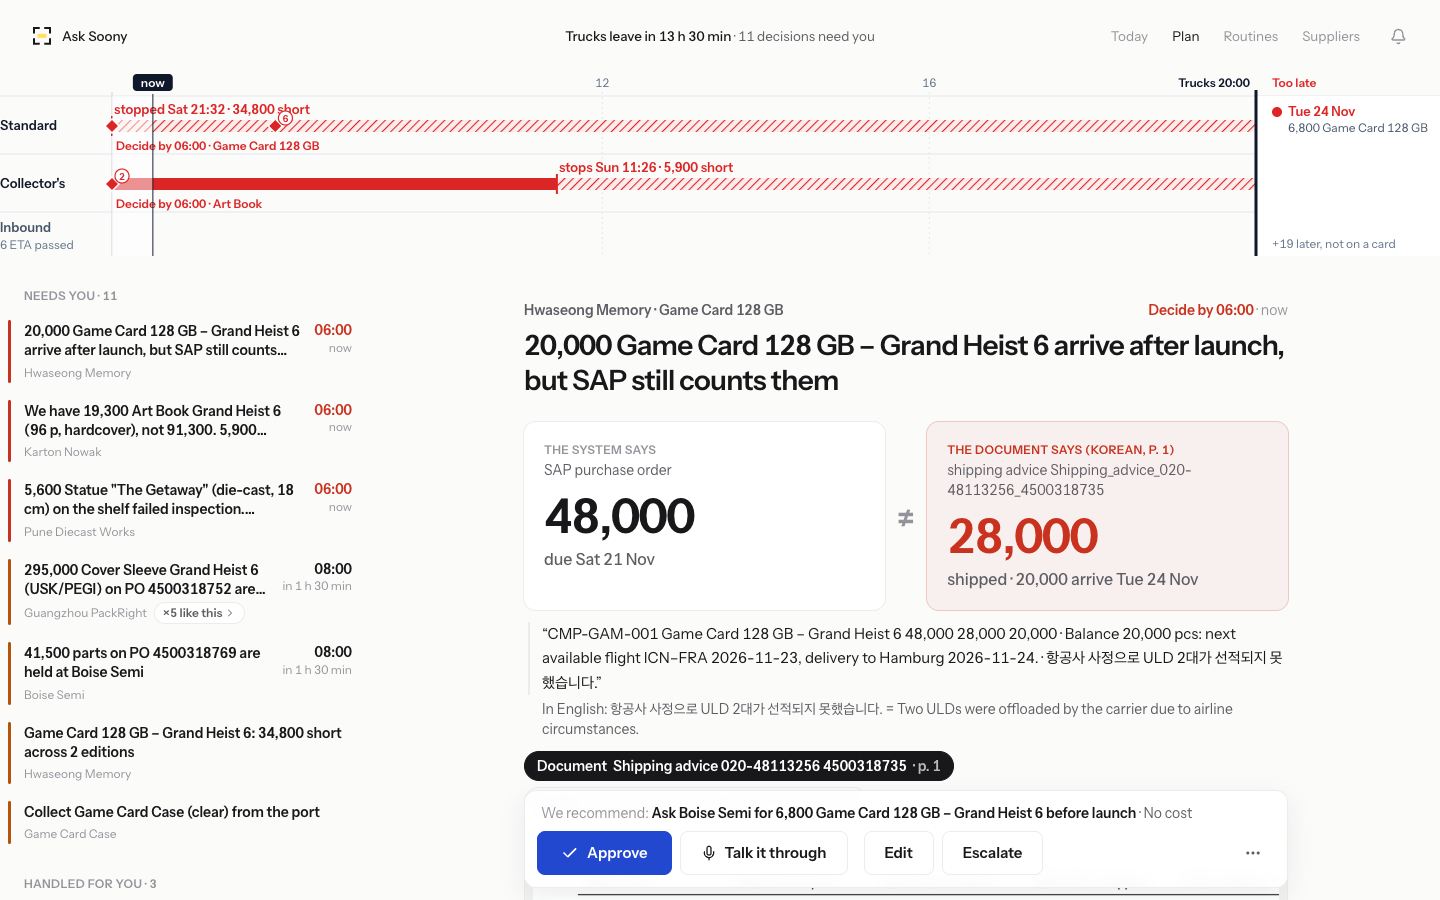 Ask Soony
Trucks leave in 13 h 30 min · 11 decisions need you
Today
Plan
Routines
Suppliers
now
12
16
Trucks 20:00
Too late
Standard
stopped Sat 21:32 · 34,800 short
6
Decide by 06:00 · Game Card 128 GB
Tue 24 Nov
6,800 Game Card 128 GB
Collector's
2
stops Sun 11:26 · 5,900 short
Decide by 06:00 · Art Book
Inbound
6 ETA passed
+19 later, not on a card
NEEDS YOU · 11
20,000 Game Card 128 GB – Grand Heist 6
arrive after launch, but SAP still counts...
06:00
now
Hwaseong Memory
We have 19,300 Art Book Grand Heist 6
(96 p, hardcover), not 91,300. 5,900...
06:00
now
Karton Nowak
5,600 Statue "The Getaway" (die-cast, 18
cm) on the shelf failed inspection....
06:00
now
Pune Diecast Works
295,000 Cover Sleeve Grand Heist 6
(USK/PEGI) on PO 4500318752 are...
08:00
in 1 h 30 min
Guangzhou PackRight
×5 like this >
41,500 parts on PO 4500318769 are
held at Boise Semi
08:00
in 1 h 30 min
Boise Semi
Game Card 128 GB – Grand Heist 6: 34,800 short
across 2 editions
Hwaseong Memory
Collect Game Card Case (clear) from the port
Game Card Case
HANDLED FOR YOU · 3
Hwaseong Memory · Game Card 128 GB
Decide by 06:00 · now
20,000 Game Card 128 GB – Grand Heist 6 arrive after launch,
but SAP still counts them
THE SYSTEM SAYS
SAP purchase order
48,000
due Sat 21 Nov
≠
THE DOCUMENT SAYS (KOREAN, P. 1)
shipping advice Shipping_advice_020-
48113256_4500318735
28,000
shipped · 20,000 arrive Tue 24 Nov
“CMP-GAM-001 Game Card 128 GB – Grand Heist 6 48,000 28,000 20,000 · Balance 20,000 pcs: next
available flight ICN–FRA 2026-11-23, delivery to Hamburg 2026-11-24. · 항공사 사정으로 ULD 2대가 선적되지 못
했습니다.”
In English: 항공사 사정으로 ULD 2대가 선적되지 못했습니다. = Two ULDs were offloaded by the carrier due to airline
circumstances.
Document Shipping advice 020-48113256 4500318735 · p. 1
We recommend: Ask Boise Semi for 6,800 Game Card 128 GB – Grand Heist 6 before launch · No cost
Approve
Talk it through
Edit
Escalate